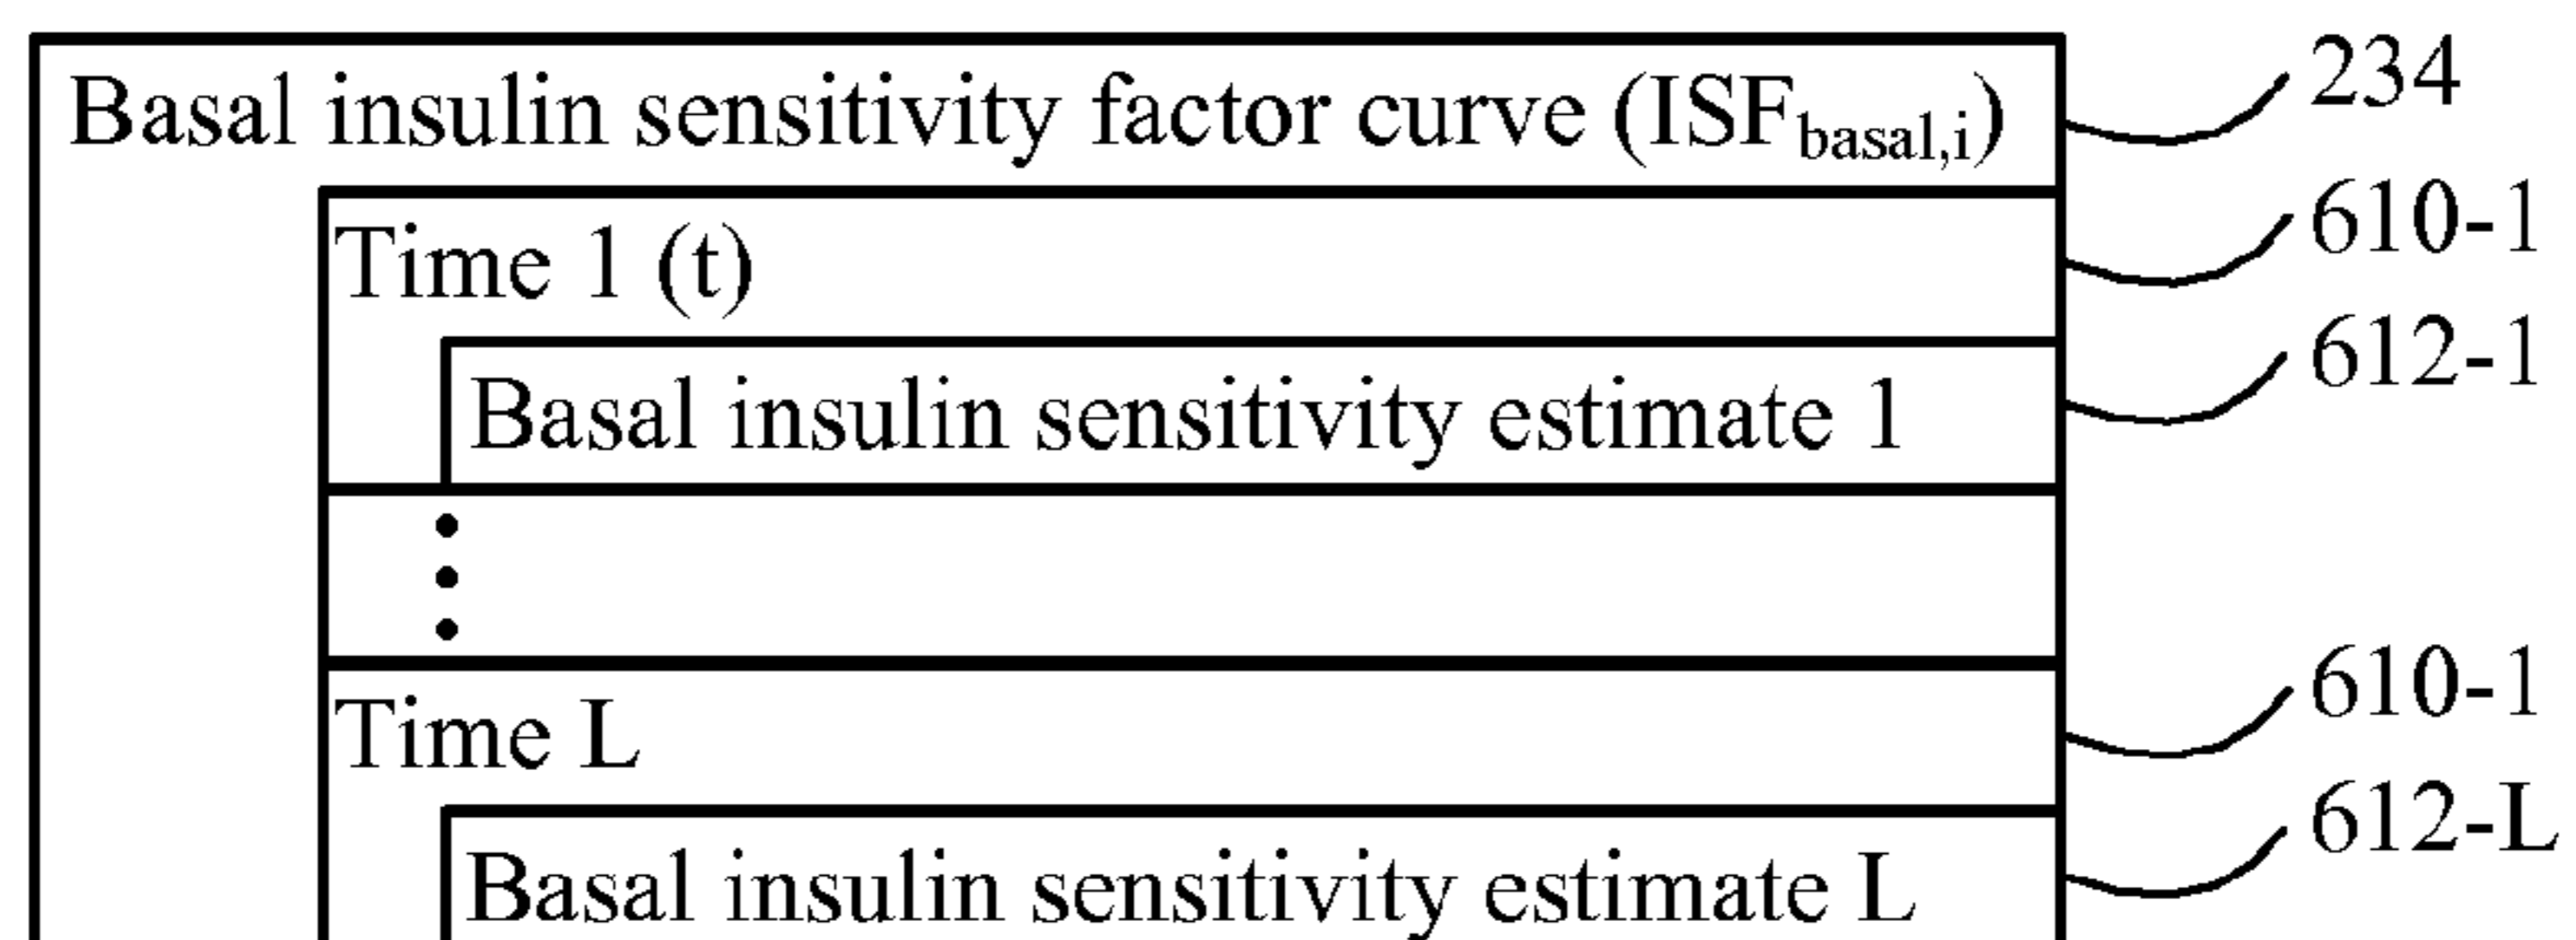 Basal insulin sensitivity factor curve (ISFbasal,i) 234
Time 1 (t) 610-1
Basal insulin sensitivity estimate 1 612-1
Time L 610-1
Basal insulin sensitivity estimate L 612-L